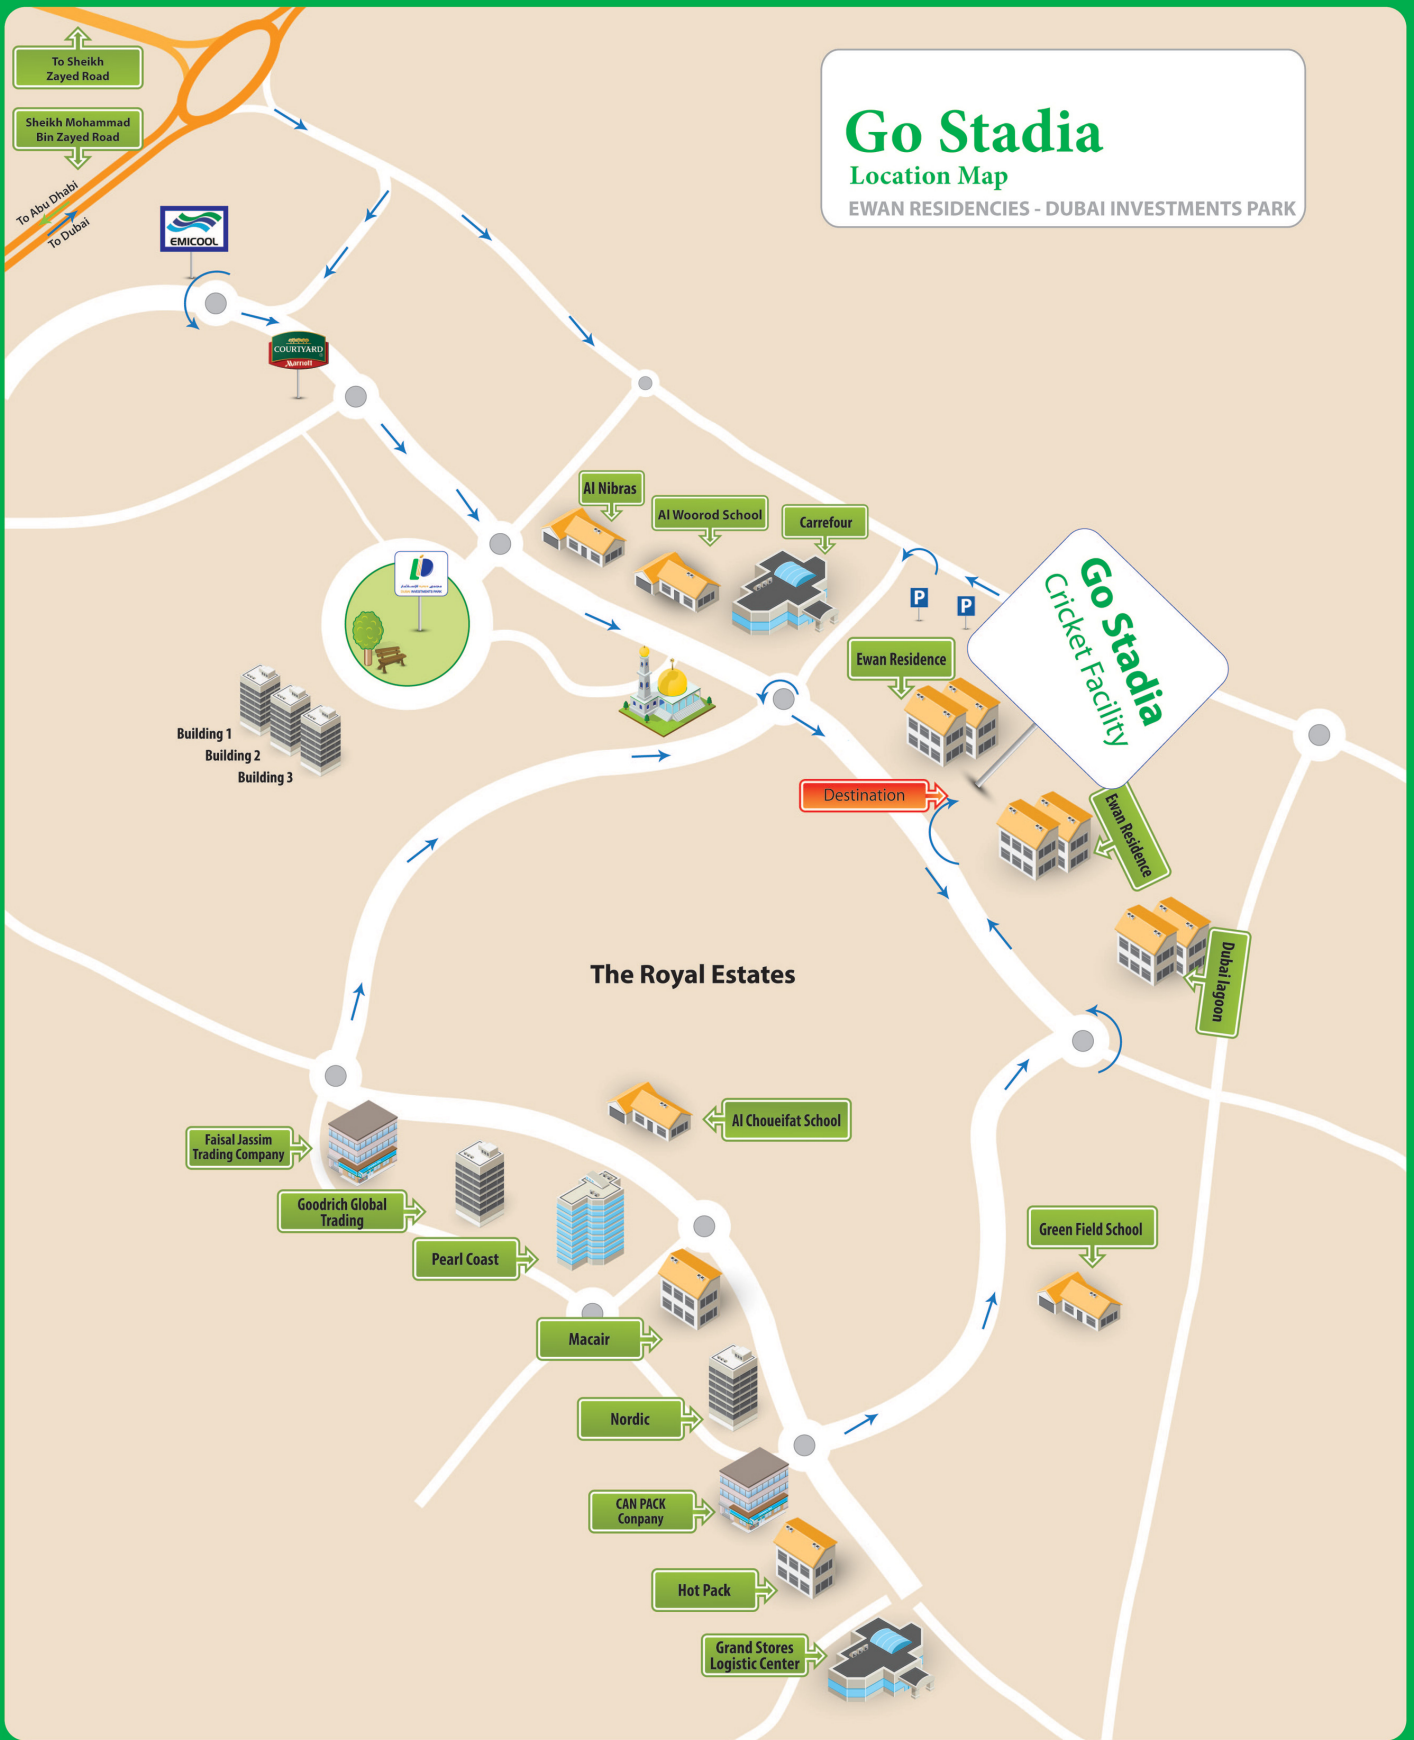 To Sheikh
Zayed Road
Sheikh Mohammad
Bin Zayed Road
To Abu Dhabi
To Dubai
Go Stadia
Location Map
EWAN RESIDENCIES - DUBAI INVESTMENTS PARK
EMICOOL
COURTYARD
Marriott
Al Nibras
Al Woorod School
Carrefour
P
P
Go Stadia
Cricket Facility
Ewan Residence
DUBAI INVESTMENTS PARK
Building 1
Building 2
Building 3
Destination
Ewan Residence
Dubai lagoon
The Royal Estates
Al Choueifat School
Faisal Jassim
Trading Company
Goodrich Global
Trading
Pearl Coast
Green Field School
Macair
Nordic
CAN PACK
Conpany
Hot Pack
Grand Stores
Logistic Center